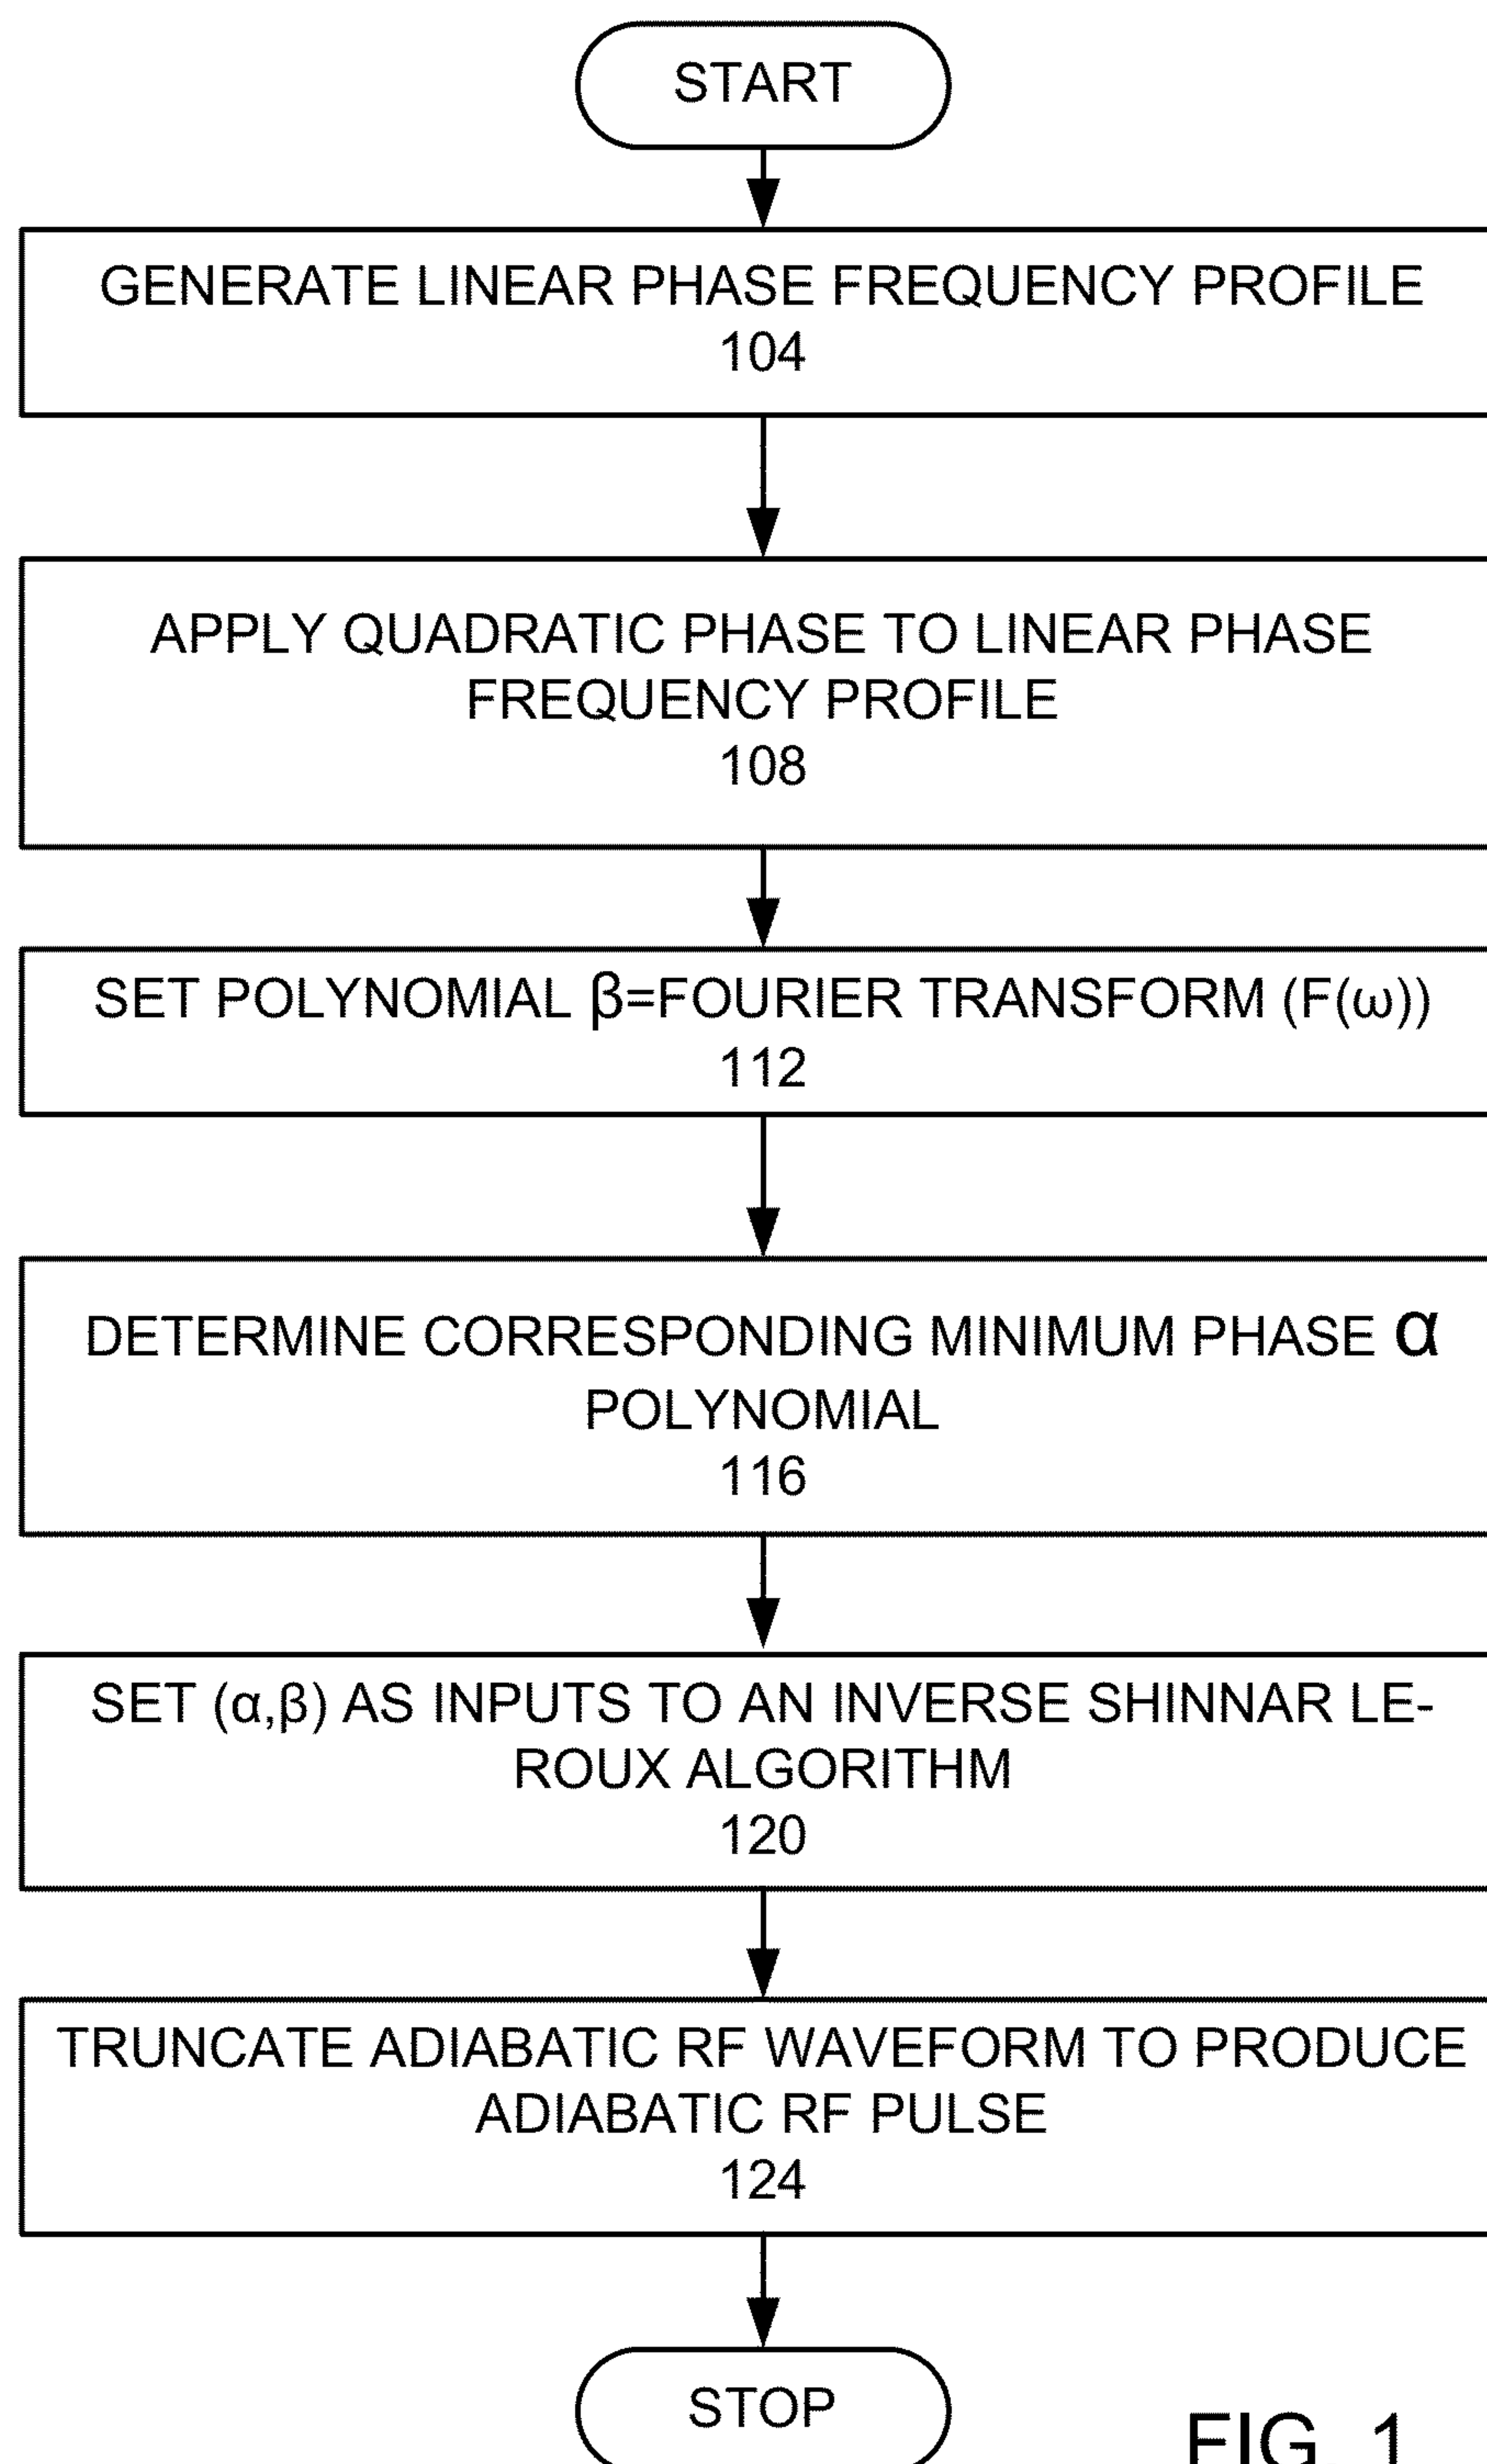 START
GENERATE LINEAR PHASE FREQUENCY PROFILE
104
APPLY QUADRATIC PHASE TO LINEAR PHASE
FREQUENCY PROFILE
108
SET POLYNOMIAL β=FOURIER TRANSFORM (F(ω))
112
DETERMINE CORRESPONDING MINIMUM PHASE α
POLYNOMIAL
116
SET (α,β) AS INPUTS TO AN INVERSE SHINNAR LE-
ROUX ALGORITHM
120
TRUNCATE ADIABATIC RF WAVEFORM TO PRODUCE
ADIABATIC RF PULSE
124
STOP
FIG. 1